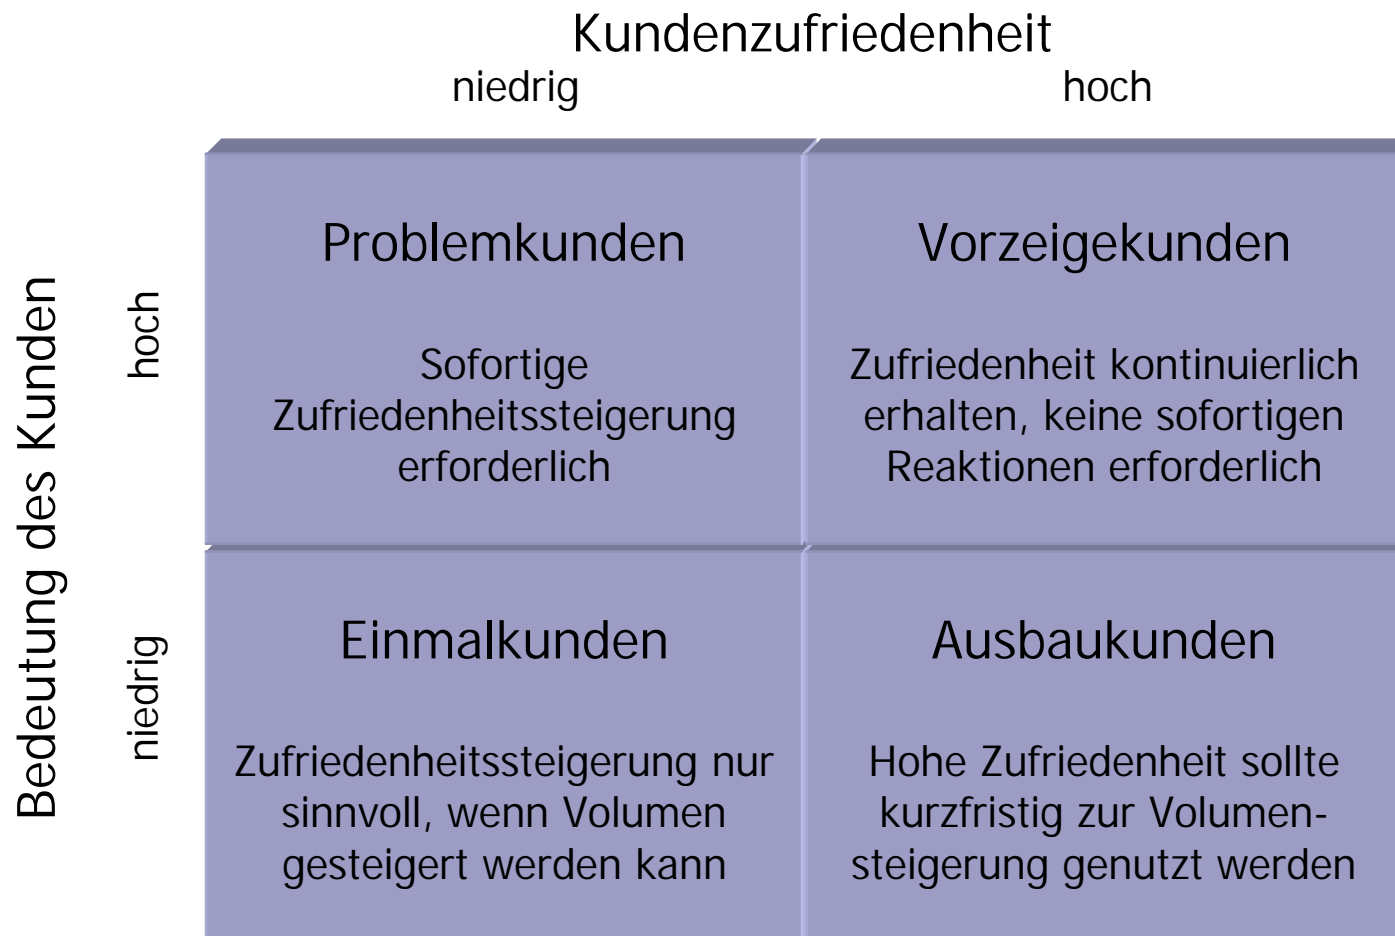 Kundenzufriedenheit
niedrig
hoch
Bedeutung des Kunden
hoch
Problemkunden
Sofortige
Zufriedenheitssteigerung
erforderlich
Vorzeigekunden
Zufriedenheit kontinuierlich
erhalten, keine sofortigen
Reaktionen erforderlich
niedrig
Einmalkunden
Zufriedenheitssteigerung nur
sinnvoll, wenn Volumen
gesteigert werden kann
Ausbaukunden
Hohe Zufriedenheit sollte
kurzfristig zur Volumen-
steigerung genutzt werden